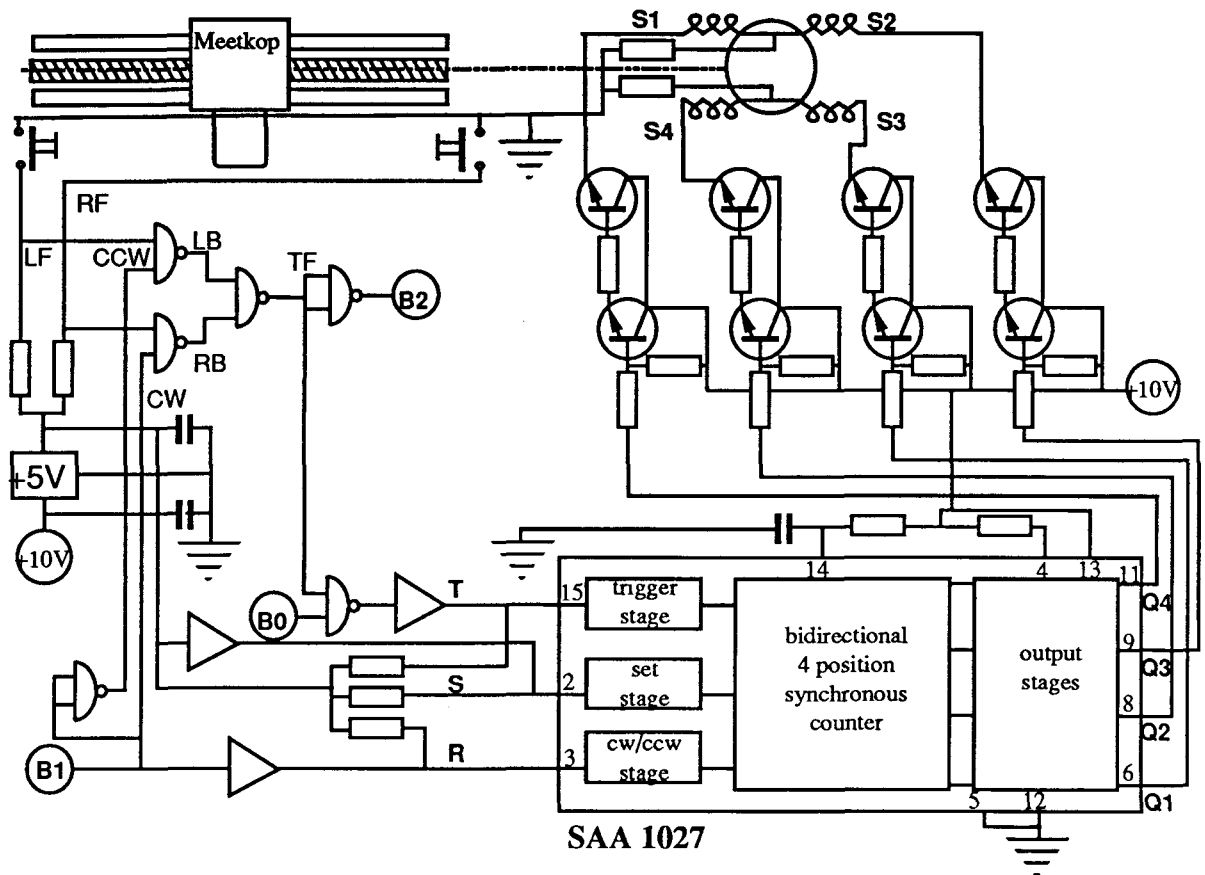 S1
S2
Meetkop
S4
S3
RF
LF
CCW
LB
TF
B2
RB
CW
+5V
+10V
+10V
14
4
13
11
15
trigger
stage
T
B0
Q4
bidirectional
4 position
synchronous
counter
output
stages
9
Q3
S
2
set
stage
8
Q2
B1
R
3
cw/ccw
stage
6
Q1
5
12
SAA 1027